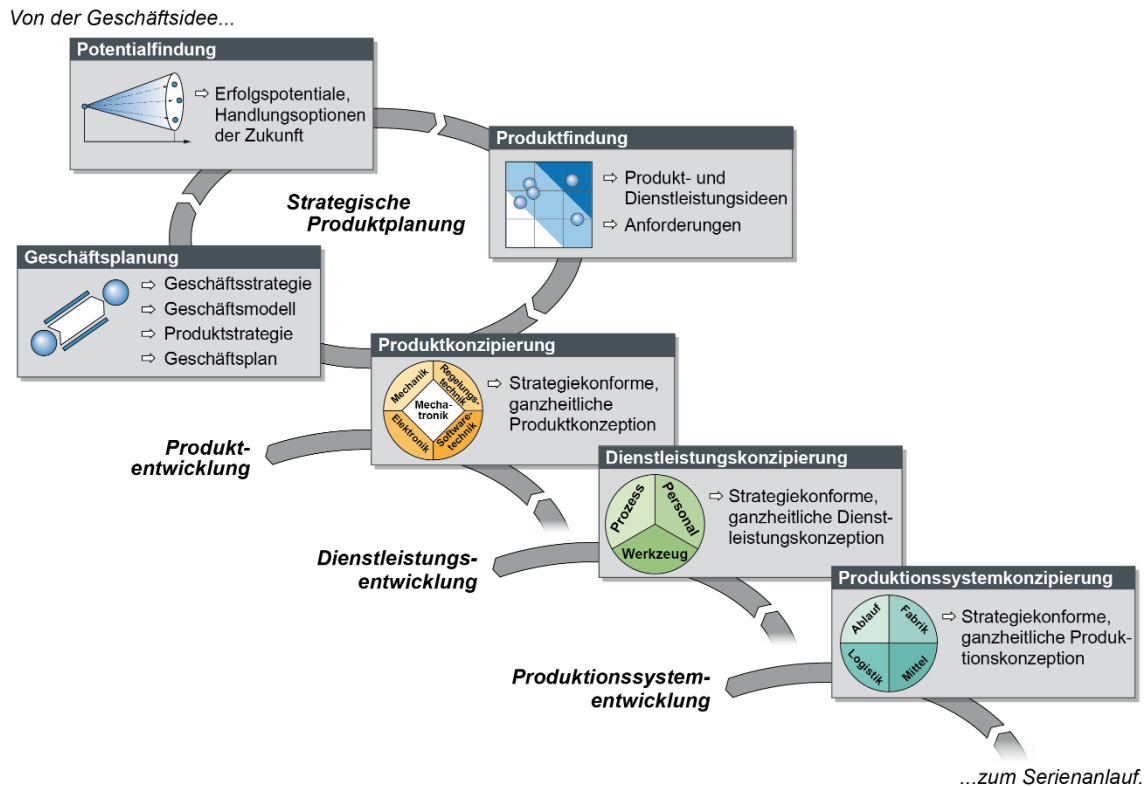 Von der Geschäftsidee...
Potentialfindung
Erfolgspotentiale,
Handlungsoptionen
der Zukunft
Produktfindung
Produkt- und
Dienstleistungsideen
Anforderungen
Strategische
Produktplanung
Geschäftsplanung
Geschäftsstrategie
Geschäftsmodell
Produktstrategie
Geschäftsplan
Produktkonzipierung
Mechanik
Regelungs-
technik
Mecha-
tronik
Elektronik
Software-
technik
Strategiekonforme,
ganzheitliche
Produktkonzeption
Produkt-
entwicklung
Dienstleistungskonzipierung
Prozess
Personal
Werkzeug
Strategiekonforme,
ganzheitliche Dienst-
leistungskonzeption
Dienstleistungs-
entwicklung
Produktionssystemkonzipierung
Ablauf
Fabrik
Logistik
Mittel
Strategiekonforme,
ganzheitliche Produk-
tionskonzeption
Produktionssystem-
entwicklung
...zum Serienanlauf.